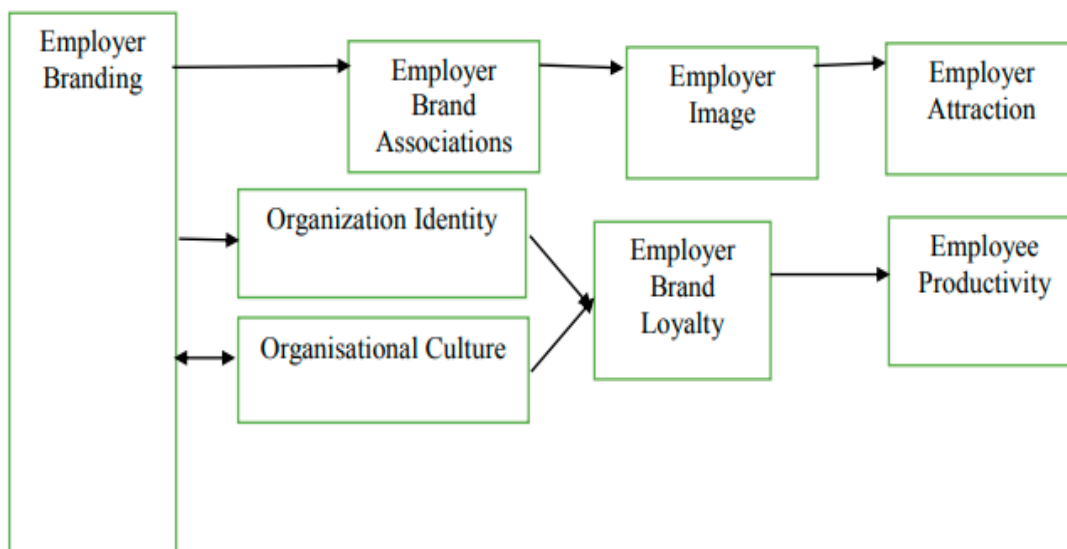 Employer
Branding
Employer
Brand
Associations
Employer
Image
Employer
Attraction
Organization Identity
Employer
Brand
Loyalty
Employee
Productivity
Organisational Culture